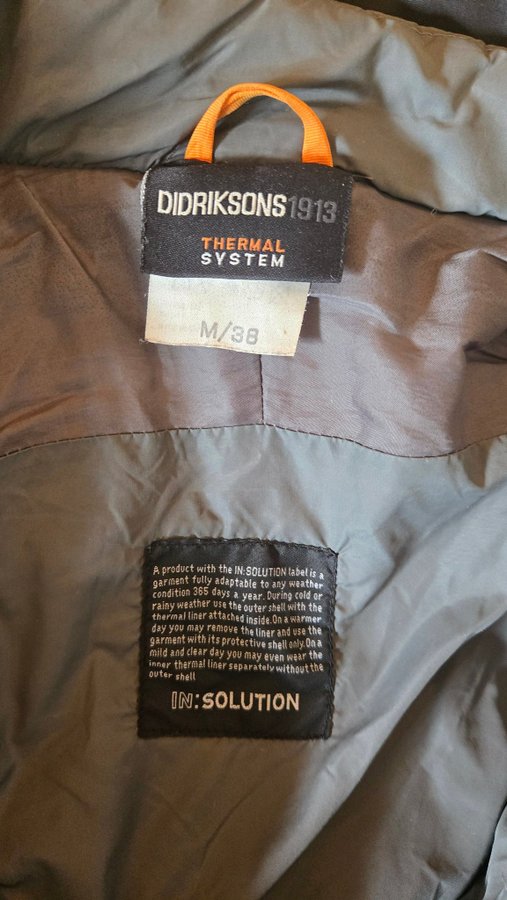 DIDRIKSONS1913
THERMAL
SYSTEM
M/38
A product with the IN:SOLUTION label is a
garment fully adaptable to any weather
condition 365 days a year. During cold or
rainy weather use the outer shell with the
thermal liner attached inside. On a warmer
day you may remove the liner and use the
garment with its protective shell only. On a
mild and clear day you may even wear the
inner thermal liner separately without the
outer shell
IN:SOLUTION